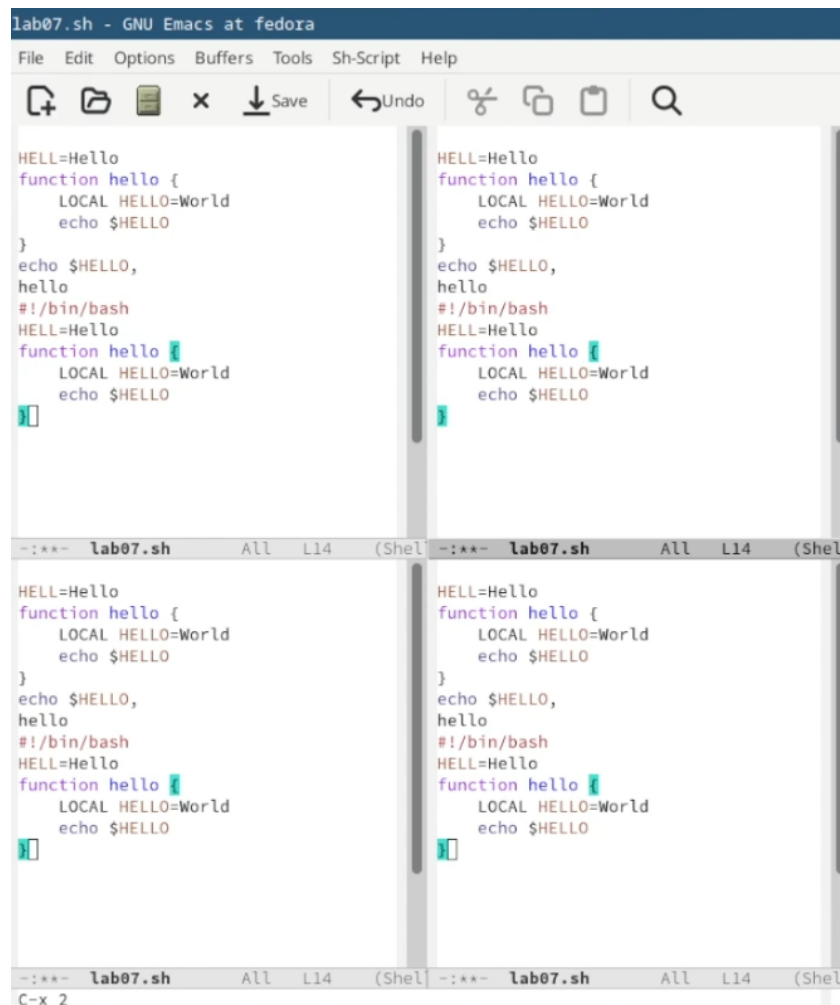 lab07.sh - GNU Emacs at fedora
File Edit Options Buffers Tools Sh-Script Help
Save Undo
HELL=Hello
function hello {
    LOCAL HELLO=World
    echo $HELLO
}
echo $HELLO,
hello
#!/bin/bash
HELL=Hello
function hello {
    LOCAL HELLO=World
    echo $HELLO
}
-:**- lab07.sh All L14 (Shel
HELL=Hello
function hello {
    LOCAL HELLO=World
    echo $HELLO
}
echo $HELLO,
hello
#!/bin/bash
HELL=Hello
function hello {
    LOCAL HELLO=World
    echo $HELLO
}
-:**- lab07.sh All L14 (Shel
HELL=Hello
function hello {
    LOCAL HELLO=World
    echo $HELLO
}
echo $HELLO,
hello
#!/bin/bash
HELL=Hello
function hello {
    LOCAL HELLO=World
    echo $HELLO
}
-:**- lab07.sh All L14 (Shel
HELL=Hello
function hello {
    LOCAL HELLO=World
    echo $HELLO
}
echo $HELLO,
hello
#!/bin/bash
HELL=Hello
function hello {
    LOCAL HELLO=World
    echo $HELLO
}
-:**- lab07.sh All L14 (Shel
C-x 2